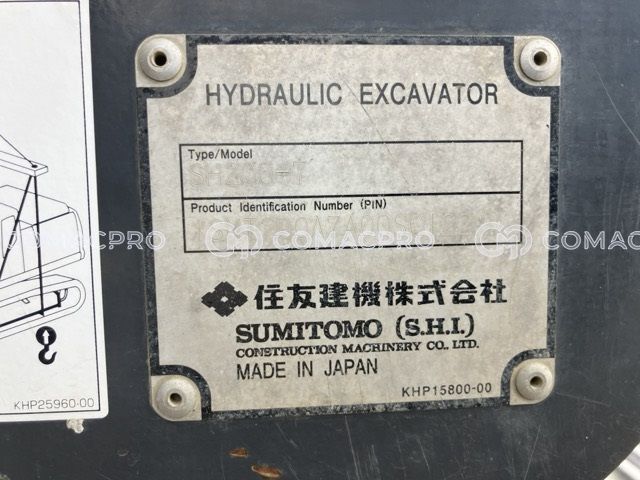 HYDRAULIC EXCAVATOR
Type/Model
Product Identification Number (PIN)
COMACPRO COMACPRO COMACPRO
住友建機株式会社
SUMITOMO (S.H.I.)
CONSTRUCTION MACHINERY CO., LTD.
MADE IN JAPAN
KHP15800-00
KHP25960-00